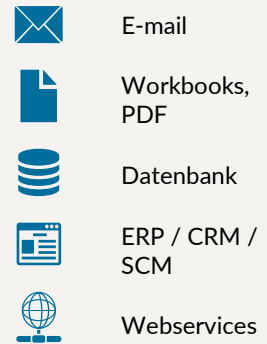 E-mail
Workbooks,
PDF
Datenbank
ERP / CRM /
SCM
Webservices